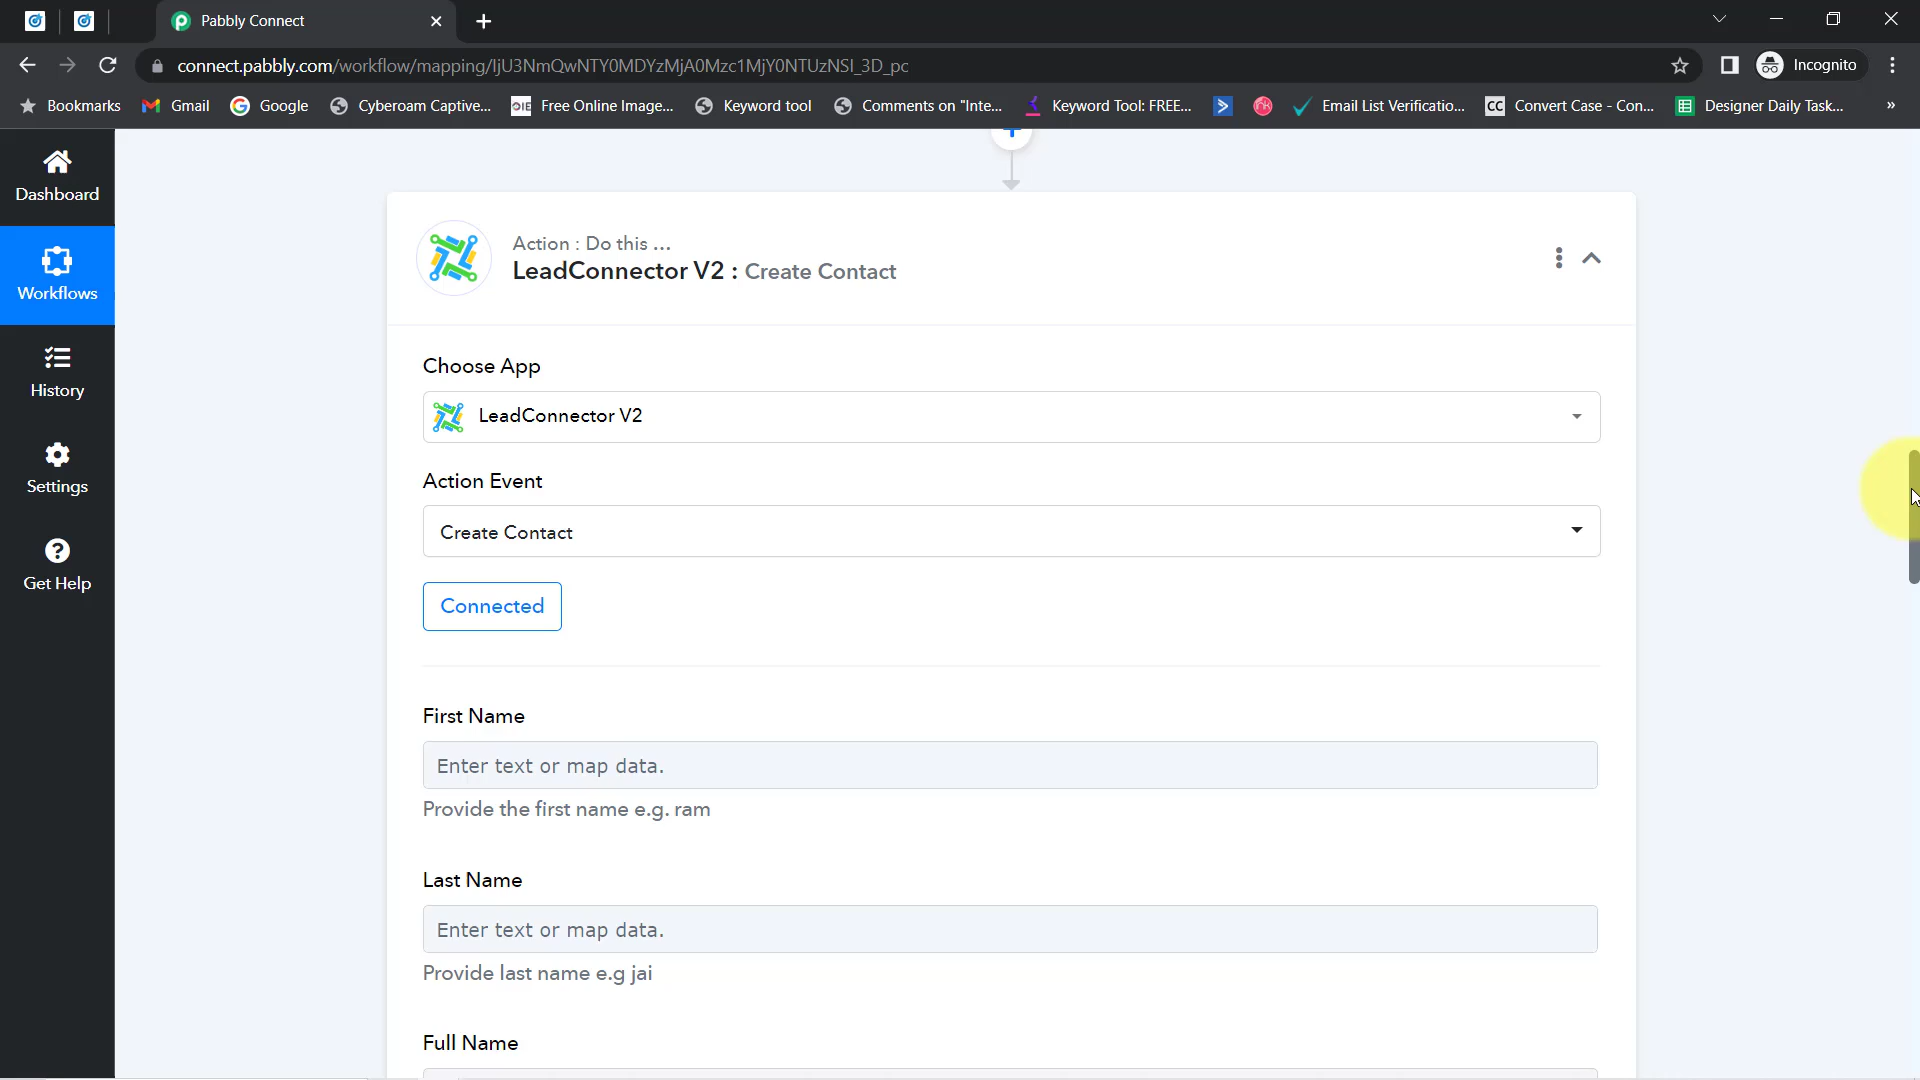 Pabbly Connect
connect.pabbly.com/workflow/mapping/IjU3NmQwNTY0MDYzMjA0Mzc1MjY0NTUzNSI_3D_pc
Incognito
Bookmarks
Gmail
Google
Cyberoam Captive...
OIE
Free Online Image...
Keyword tool
Comments on "Inte...
Keyword Tool: FREE...
Email List Verificatio...
CC
Convert Case - Con...
Designer Daily Task...
»
Dashboard
Workflows
History
Settings
Get Help
Action : Do this ...
LeadConnector V2 : Create Contact
Choose App
LeadConnector V2
Action Event
Create Contact
Connected
First Name
Enter text or map data.
Provide the first name e.g. ram
Last Name
Enter text or map data.
Provide last name e.g jai
Full Name